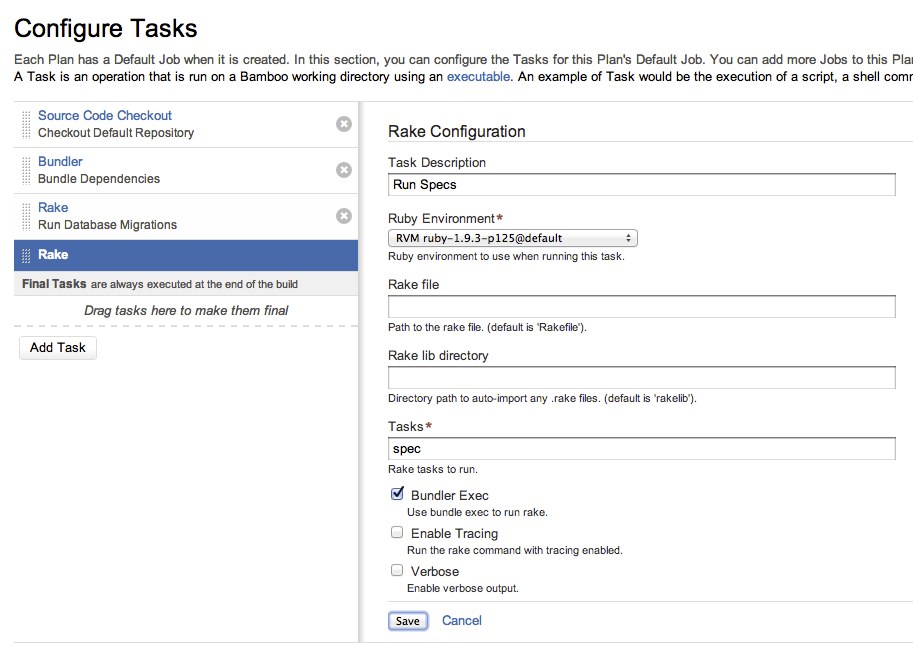 Configure Tasks
Each Plan has a Default Job when it is created. In this section, you can configure the Tasks for this Plan's Default Job. You can add more Jobs to this
A Task is an operation that is run on a Bamboo working directory using an executable. An example of Task would be the execution of a script, a shell
Source Code Checkout
Checkout Default Repository
Bundler
Bundle Dependencies
Rake
Run Database Migrations
Rake
Final Tasks are always executed at the end of the build
Drag tasks here to make them final
Add Task
Rake Configuration
Task Description
Run Specs
Ruby Environment*
RVM ruby-1.9.3-p125@default
Ruby environment to use when running this task.
Rake file
Path to the rake file. (default is 'Rakefile').
Rake lib directory
Directory path to auto-import any .rake files. (default is 'rakelib').
Tasks*
spec
Rake tasks to run.
Bundler Exec
Use bundle exec to run rake.
Enable Tracing
Run the rake command with tracing enabled.
Verbose
Enable verbose output.
Save Cancel